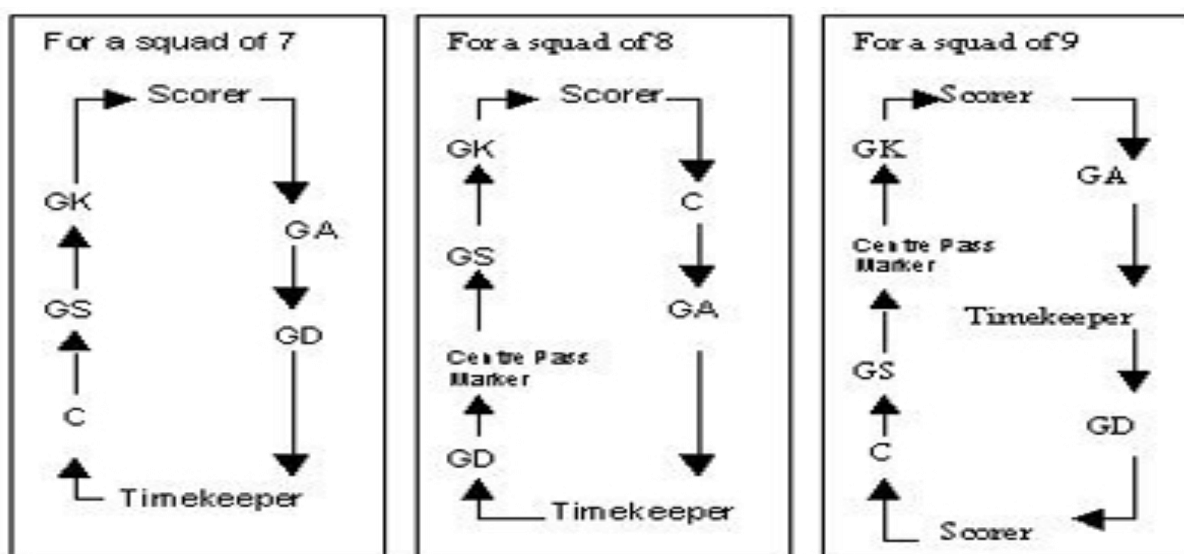 For a squad of 7
Scorer
GK
GA
GS
GD
C
Timekeeper
For a squad of 8
Scorer
GK
C
GS
GA
Centre Pass
Marker
GD
Timekeeper
For a squad of 9
Scorer
GK
GA
Centre Pass
Marker
Timekeeper
GS
GD
C
Scorer